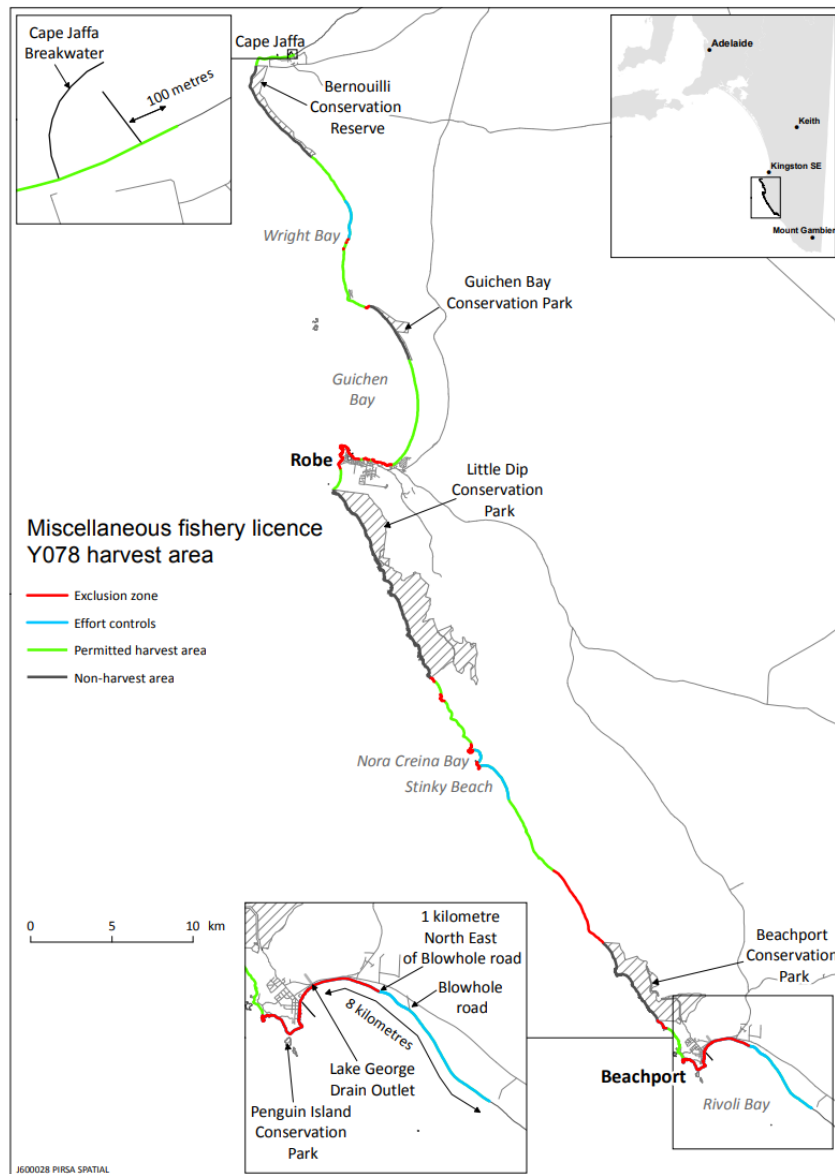 Cape Jaffa
Breakwater
100 metres
Cape Jaffa
Bernouilli
Conservation
Reserve
Adelaide
Keith
Kingston SE
Mount Gambier
Wright Bay
Guichen Bay
Conservation Park
Guichen
Bay
Robe
Little Dip
Conservation
Park
Miscellaneous fishery licence
Y078 harvest area
Exclusion zone
Effort controls
Permitted harvest area
Non-harvest area
Nora Creina Bay
Stinky Beach
0 5 10 km
1 kilometre
North East
of Blowhole road
Blowhole
road
8 kilometres
Lake George
Drain Outlet
Penguin Island
Conservation
Park
Beachport
Conservation
Park
Beachport
Rivoli Bay
J600028 PIRSA SPATIAL